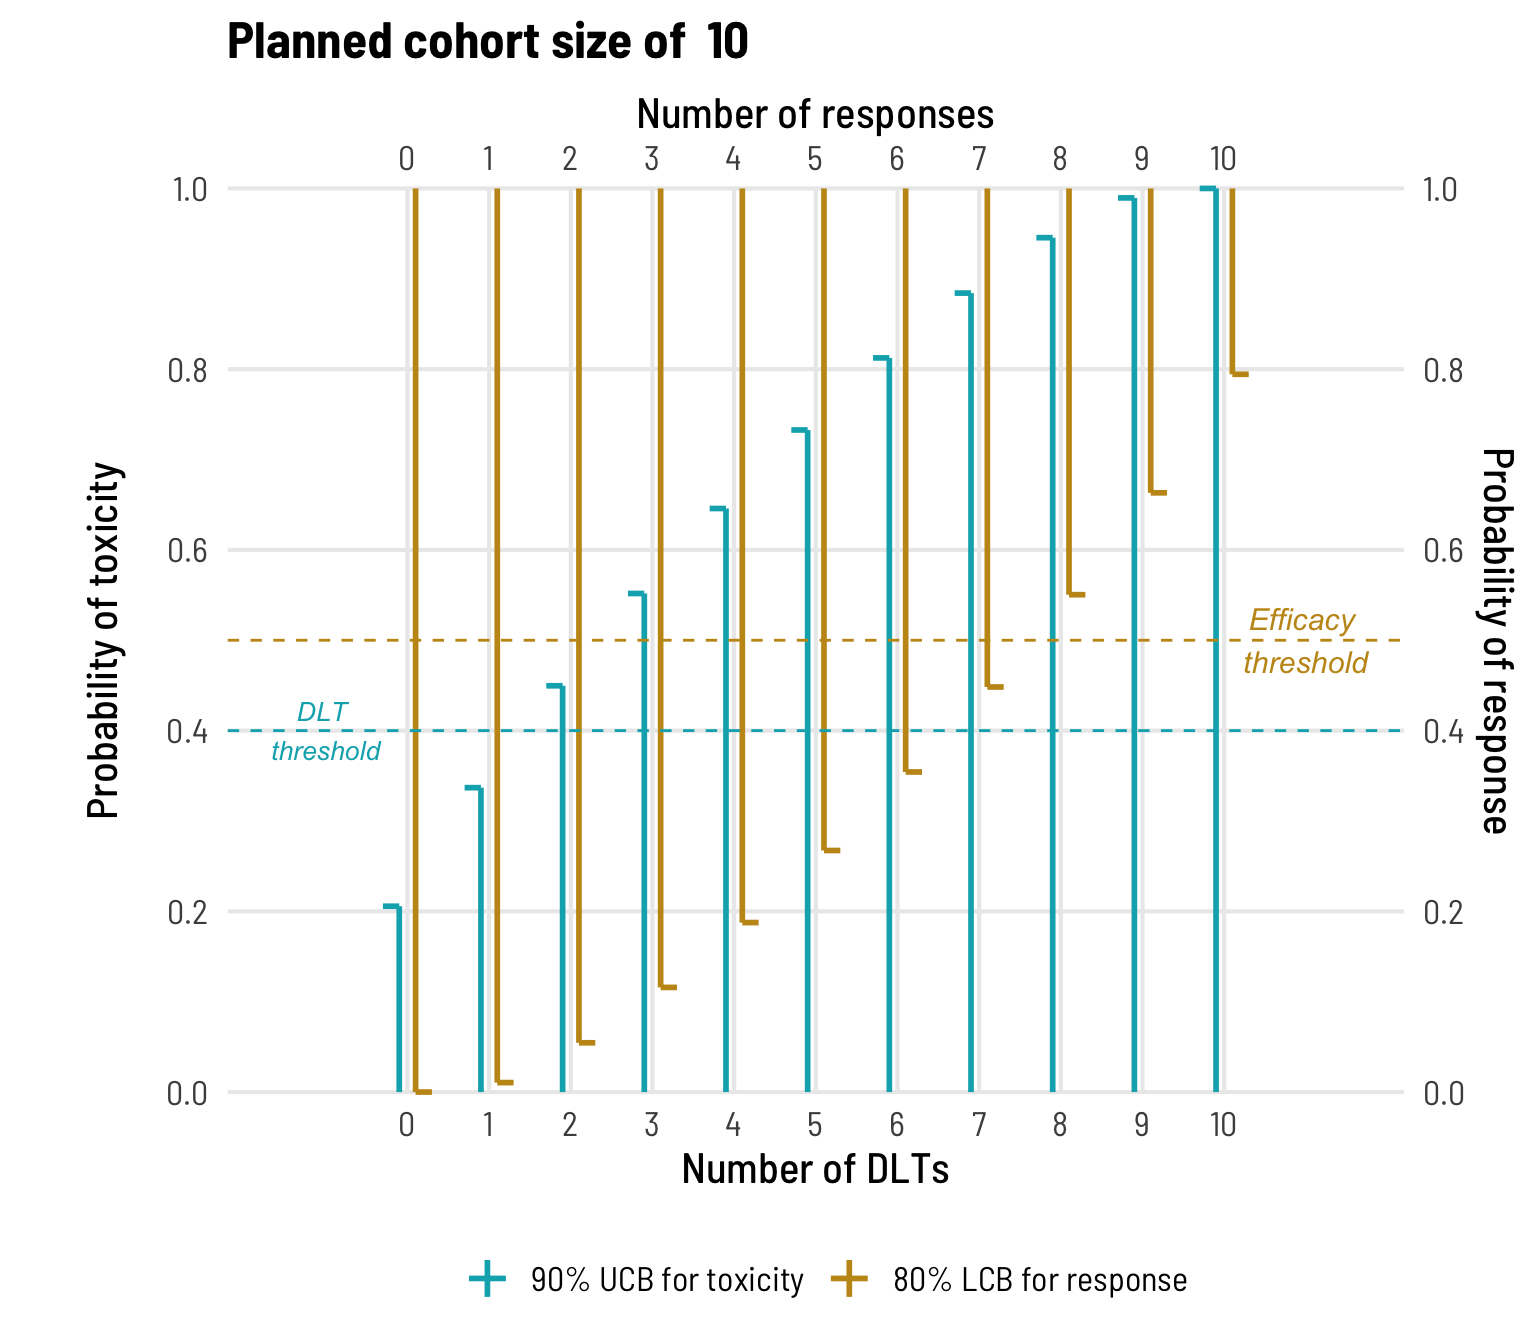 Planned cohort size of  10
Number of responses
0 1 2 3 4 5 6 7 8 9 10
1.0 1.0
0.8 0.8
0.6 0.6
0.4 0.4
0.2 0.2
0.0 0.0
Probability of toxicity
Probability of response
Efficacy
threshold
DLT
threshold
0 1 2 3 4 5 6 7 8 9 10
Number of DLTs
90% UCB for toxicity 80% LCB for response